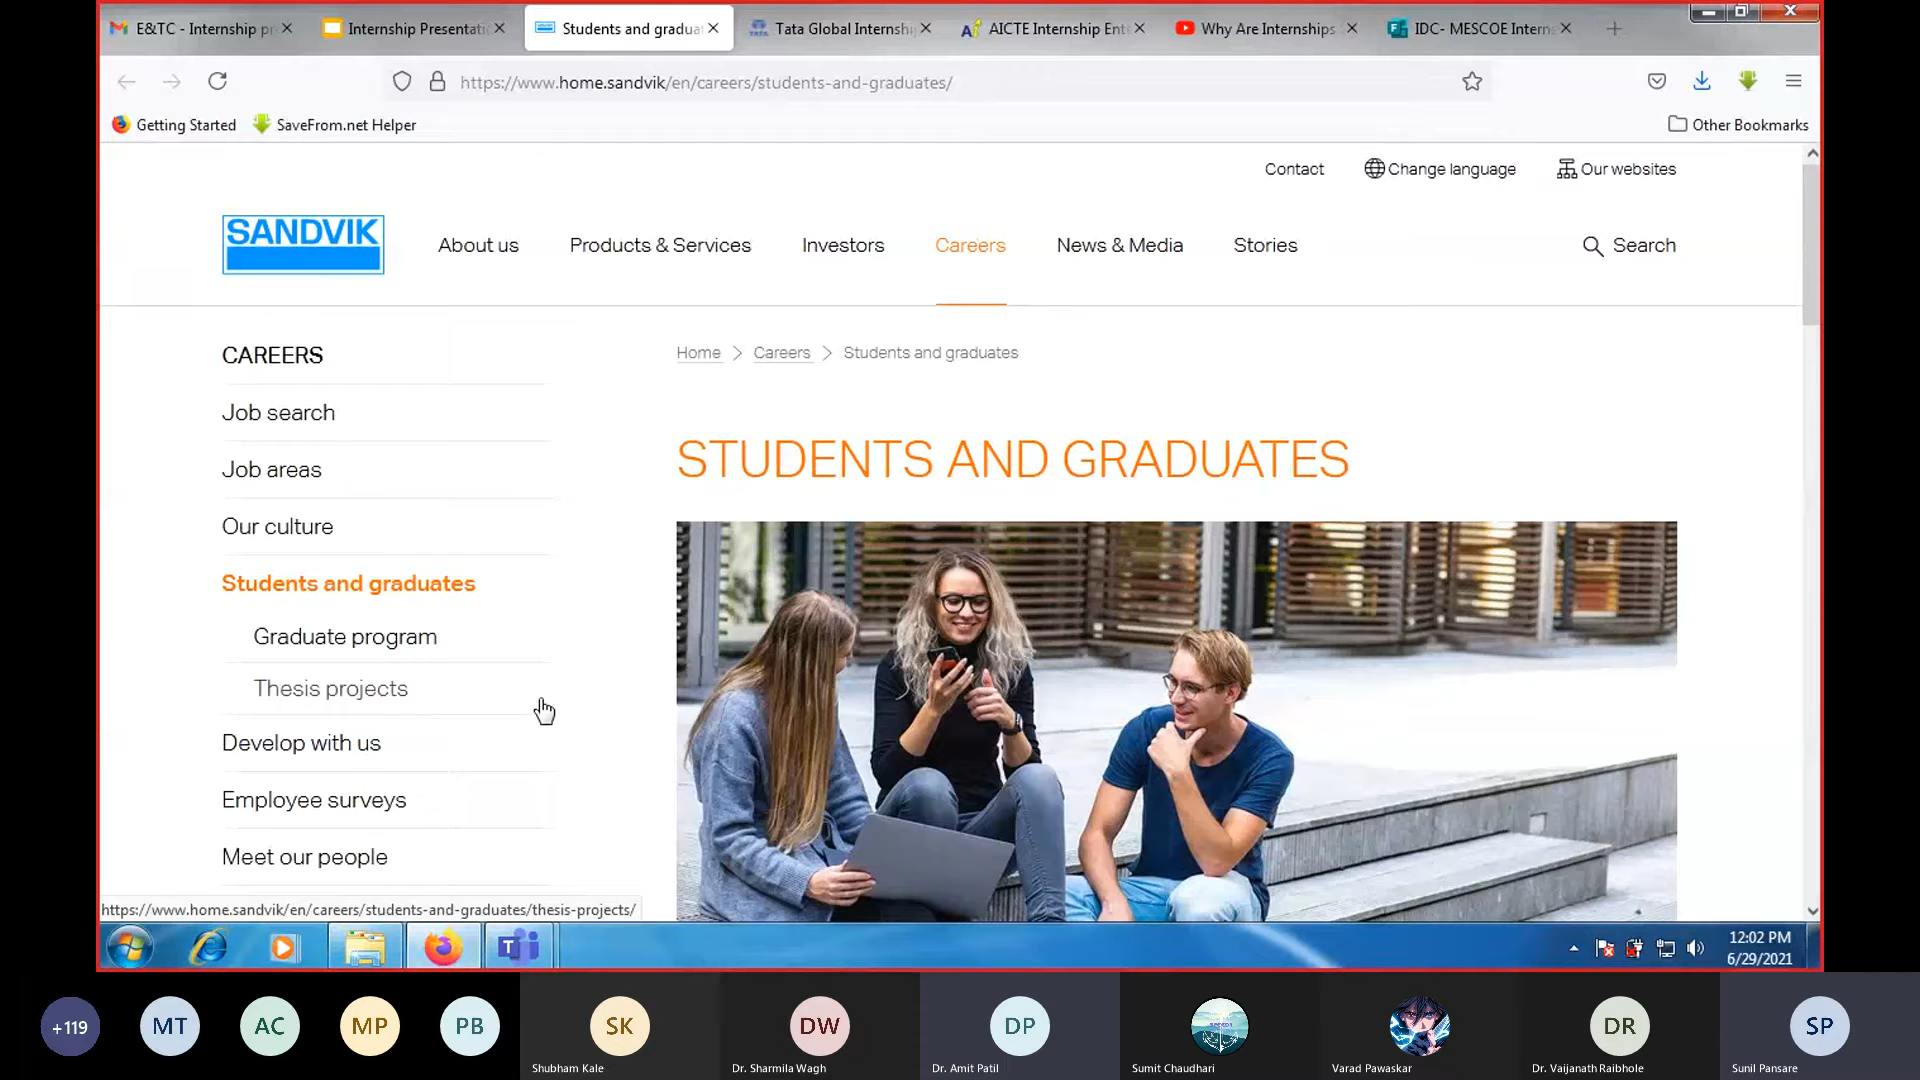 E&TC - Internship pr
Internship Presentatic
Students and graduat
Tata Global Internshi
AICTE Internship Ente
Why Are Internships
IDC- MESCOE Interns
https://www.home.sandvik/en/careers/students-and-graduates/
Getting Started
SaveFrom.net Helper
Other Bookmarks
Contact
Change language
Our websites
SANDVIK
About us
Products & Services
Investors
Careers
News & Media
Stories
Search
CAREERS
Job search
Job areas
Our culture
Students and graduates
Graduate program
Thesis projects
Develop with us
Employee surveys
Meet our people
Home
Careers
Students and graduates
STUDENTS AND GRADUATES
https://www.home.sandvik/en/careers/students-and-graduates/thesis-projects/
12:02 PM
6/29/2021
+119
MT
AC
MP
PB
SK
Shubham Kale
DW
Dr. Sharmila Wagh
DP
Dr. Amit Patil
Sumit Chaudhari
Varad Pawaskar
DR
Dr. Vaijanath Raibhole
SP
Sunil Pansare